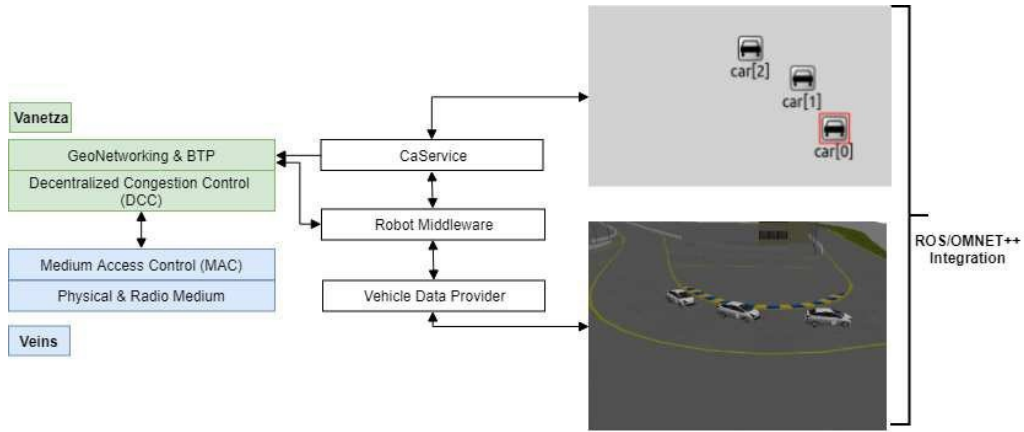 Vanetza
GeoNetworking & BTP
Decentralized Congestion Control
(DCC)
Medium Access Control (MAC)
Physical & Radio Medium
Veins
CaService
Robot Middleware
Vehicle Data Provider
car[2]
car[1]
car[0]
ROS/OMNET++
Integration